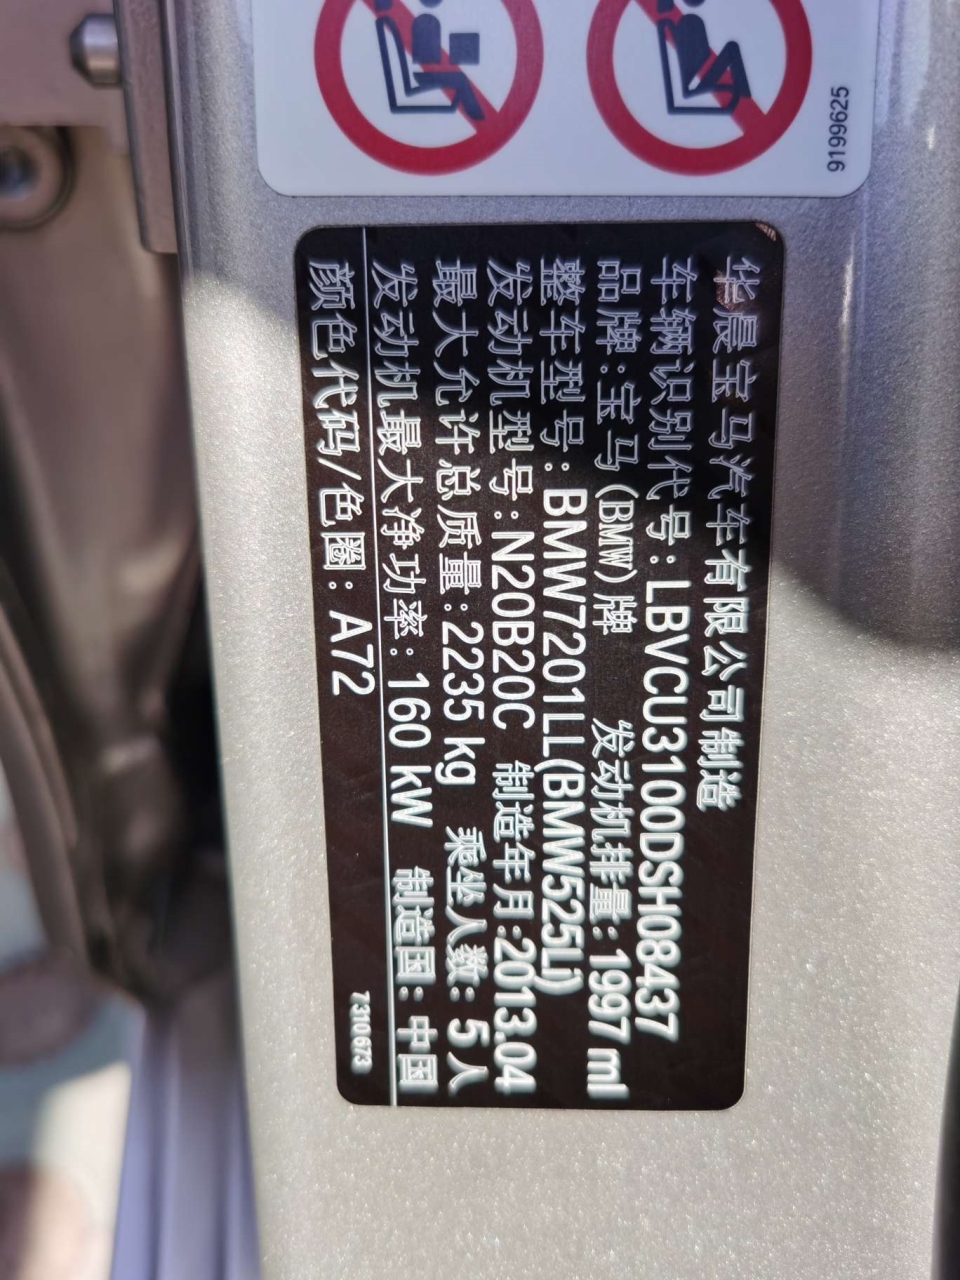 华晨宝马汽车有限公司制造
车辆识别代号:LBVCU3100DSH08437
品牌:宝马(BMW)牌 发动机排量: 1997 ml
整车型号:BMW7201LL(BMW525Li)
发动机型号:N20B20C 制造年月:2013.04
最大允许总质量:2235 kg 乘坐人数: 5人
发动机最大净功率: 160 kW 制造国: 中国
颜色代码/色圈: A72 7310673
9199625